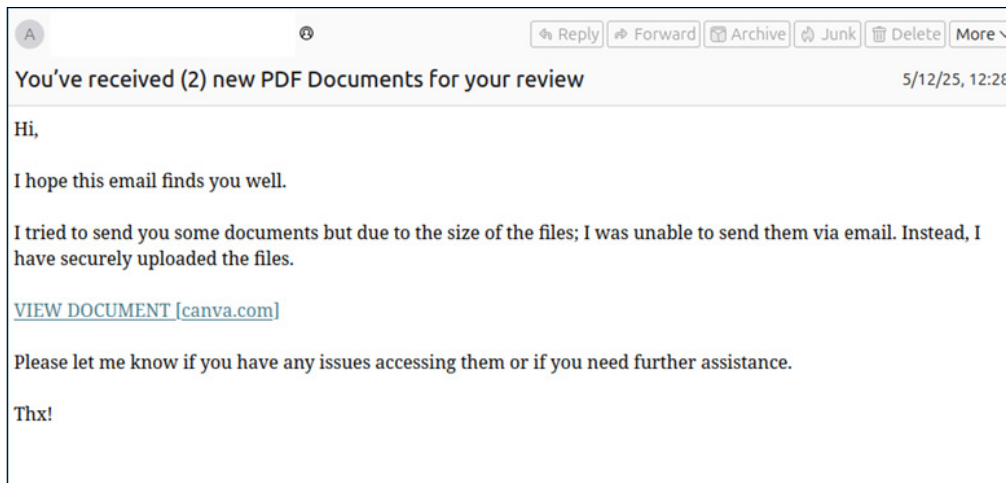 A
Reply Forward Archive Junk Delete More
You’ve received (2) new PDF Documents for your review 5/12/25, 12:28
Hi,
I hope this email finds you well.
I tried to send you some documents but due to the size of the files; I was unable to send them via email. Instead, I
have securely uploaded the files.
VIEW DOCUMENT [canva.com]
Please let me know if you have any issues accessing them or if you need further assistance.
Thx!